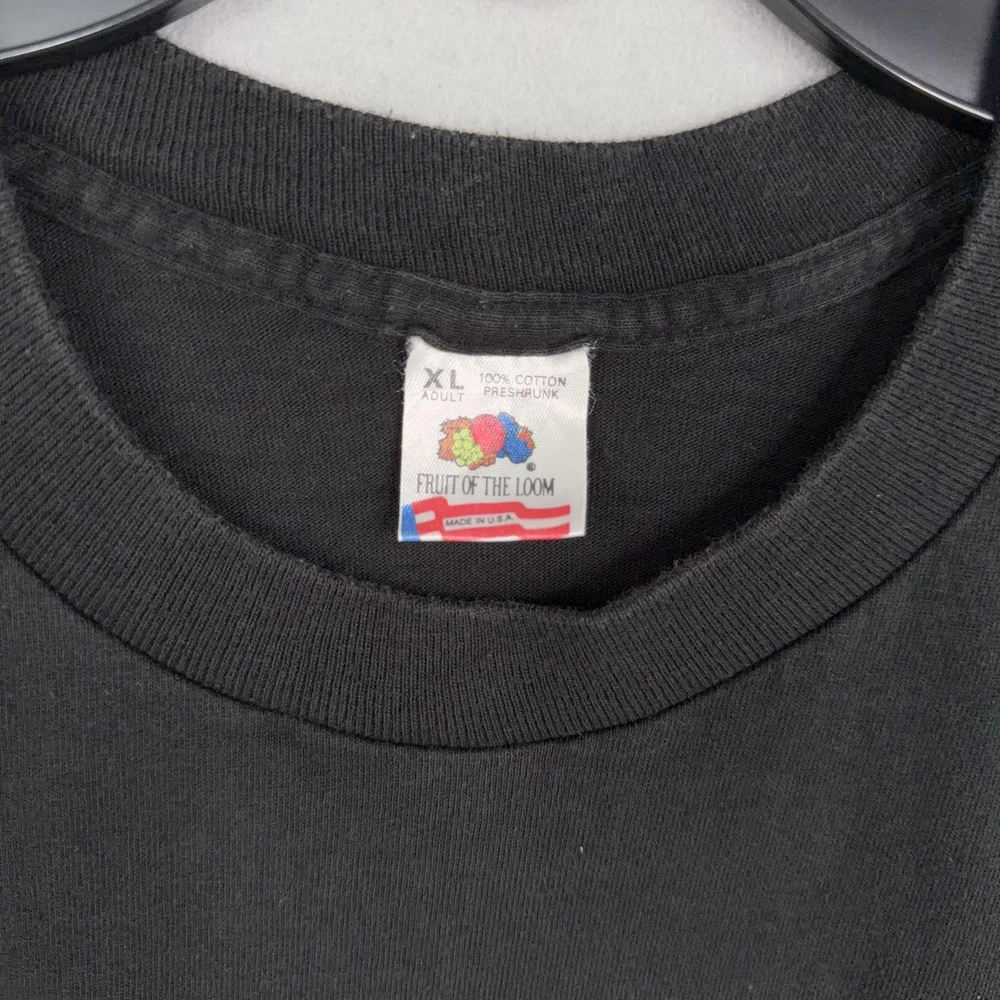 XL
ADULT
100% COTTON
PRESHRUNK
®
FRUIT OF THE LOOM
MADE IN U.S.A.